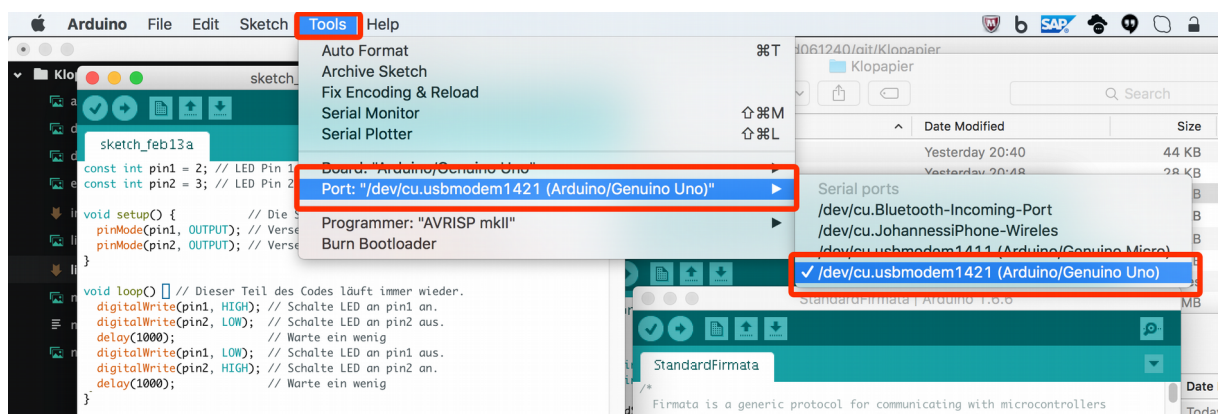 Arduino File Edit Sketch Tools Help
SAP
Auto Format ⌘T
Archive Sketch
Fix Encoding & Reload
Serial Monitor ⇧⌘M
Serial Plotter ⇧⌘L
Board: "Arduino/Genuino Uno"
Port: "/dev/cu.usbmodem1421 (Arduino/Genuino Uno)"
Programmer: "AVRISP mkII"
Burn Bootloader
Serial ports
/dev/cu.Bluetooth-Incoming-Port
/dev/cu.JohannessiPhone-Wireles
/dev/cu.usbmodem1411 (Arduino/Genuino Micro)
✓ /dev/cu.usbmodem1421 (Arduino/Genuino Uno)
d061240/git/Klopapier
Klopapier
Search
Date Modified Size
Yesterday 20:40 44 KB
Yesterday 20:48 28 KB
sketch_feb13a
const int pin1 = 2; // LED Pin 1
const int pin2 = 3; // LED Pin 2
void setup() { // Die
pinMode(pin1, OUTPUT); // Verse
pinMode(pin2, OUTPUT); // Verse
}
void loop() { // Dieser Teil des Codes läuft immer wieder.
digitalWrite(pin1, HIGH); // Schalte LED an pin1 an.
digitalWrite(pin2, LOW); // Schalte LED an pin2 aus.
delay(1000); // Warte ein wenig
digitalWrite(pin1, LOW); // Schalte LED an pin1 aus.
digitalWrite(pin2, HIGH); // Schalte LED an pin2 an.
delay(1000); // Warte ein wenig
}
StandardFirmata | Arduino 1.6.6
MB
StandardFirmata
/*
Firmata is a generic protocol for communicating with microcontrollers
Date
Today